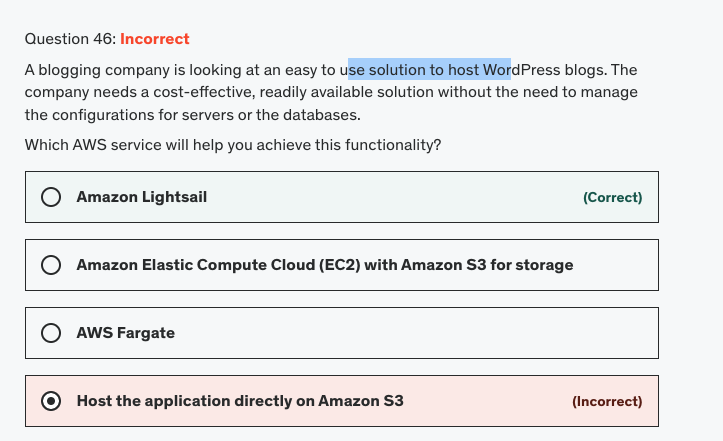 Question 46: Incorrect
A blogging company is looking at an easy to use solution to host WordPress blogs. The
company needs a cost-effective, readily available solution without the need to manage
the configurations for servers or the databases.
Which AWS service will help you achieve this functionality?
Amazon Lightsail (Correct)
Amazon Elastic Compute Cloud (EC2) with Amazon S3 for storage
AWS Fargate
Host the application directly on Amazon S3 (Incorrect)